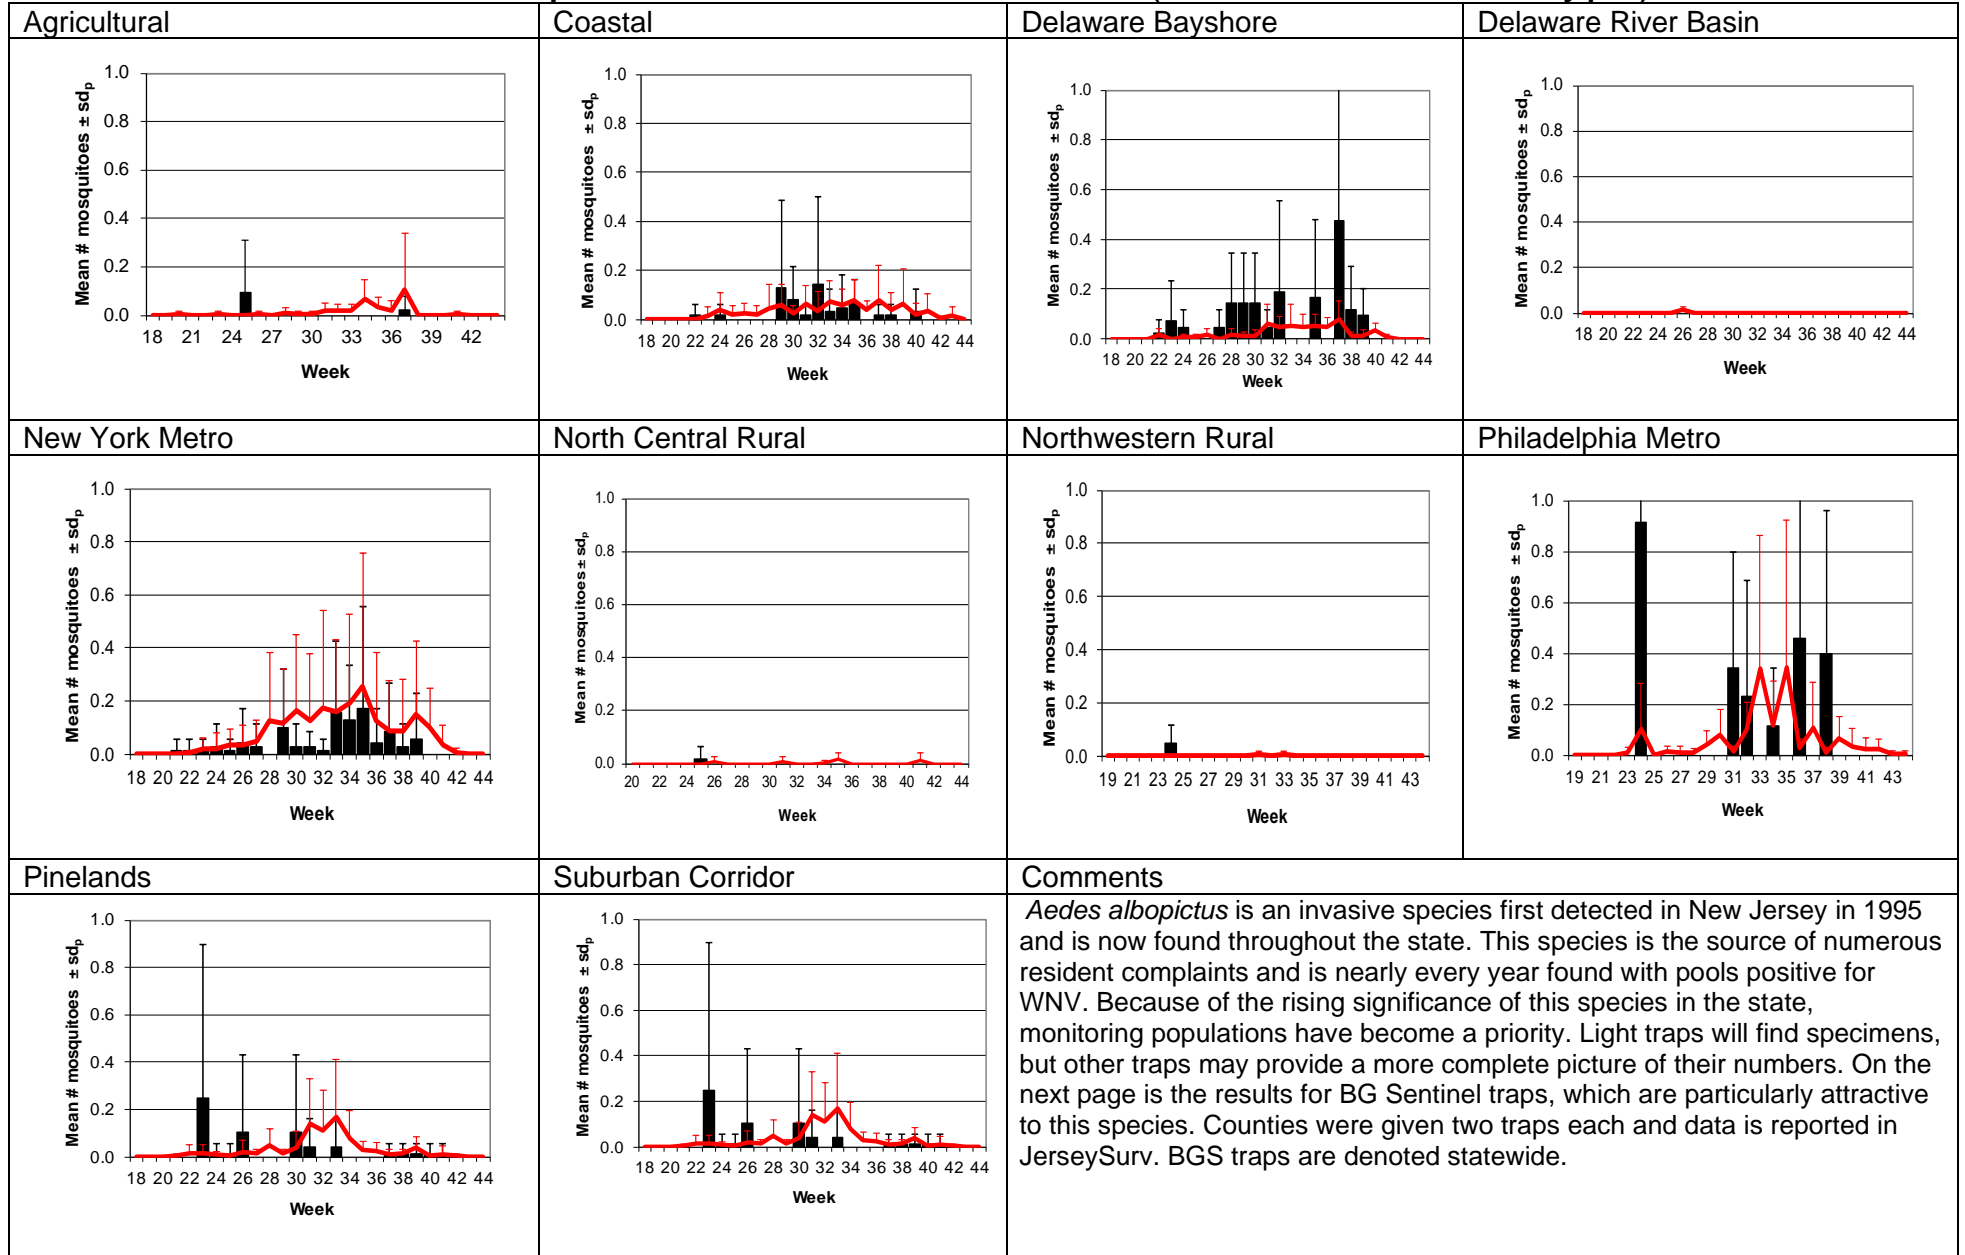 Agricultural
Coastal
Delaware Bayshore
Delaware River Basin
1.0
0.8
0.6
0.4
0.2
0.0
Mean # mosquitoes ± sdp
18 21 24 27 30 33 36 39 42
Week
1.0
0.8
0.6
0.4
0.2
0.0
Mean # mosquitoes ± sdp
18 20 22 24 26 28 30 32 34 36 38 40 42 44
Week
1.0
0.8
0.6
0.4
0.2
0.0
Mean # mosquitoes ± sdp
18 20 22 24 26 28 30 32 34 36 38 40 42 44
Week
1.0
0.8
0.6
0.4
0.2
0.0
Mean # mosquitoes ± sdp
18 20 22 24 26 28 30 32 34 36 38 40 42 44
Week
New York Metro
North Central Rural
Northwestern Rural
Philadelphia Metro
1.0
0.8
0.6
0.4
0.2
0.0
Mean # mosquitoes ± sdp
18 20 22 24 26 28 30 32 34 36 38 40 42 44
Week
1.0
0.8
0.6
0.4
0.2
0.0
Mean # mosquitoes ± sdp
20 22 24 26 28 30 32 34 36 38 40 42 44
Week
1.0
0.8
0.6
0.4
0.2
0.0
Mean # mosquitoes ± sdp
19 21 23 25 27 29 31 33 35 37 39 41 43
Week
1.0
0.8
0.6
0.4
0.2
0.0
Mean # mosquitoes ± sdp
19 21 23 25 27 29 31 33 35 37 39 41 43
Week
Pinelands
Suburban Corridor
Comments
1.0
0.8
0.6
0.4
0.2
0.0
Mean # mosquitoes ± sdp
18 20 22 24 26 28 30 32 34 36 38 40 42 44
Week
1.0
0.8
0.6
0.4
0.2
0.0
Mean # mosquitoes ± sdp
18 20 22 24 26 28 30 32 34 36 38 40 42 44
Week
Aedes albopictus is an invasive species first detected in New Jersey in 1995
and is now found throughout the state. This species is the source of numerous
resident complaints and is nearly every year found with pools positive for
WNV. Because of the rising significance of this species in the state,
monitoring populations have become a priority. Light traps will find specimens,
but other traps may provide a more complete picture of their numbers. On the
next page is the results for BG Sentinel traps, which are particularly attractive
to this species. Counties were given two traps each and data is reported in
JerseySurv. BGS traps are denoted statewide.